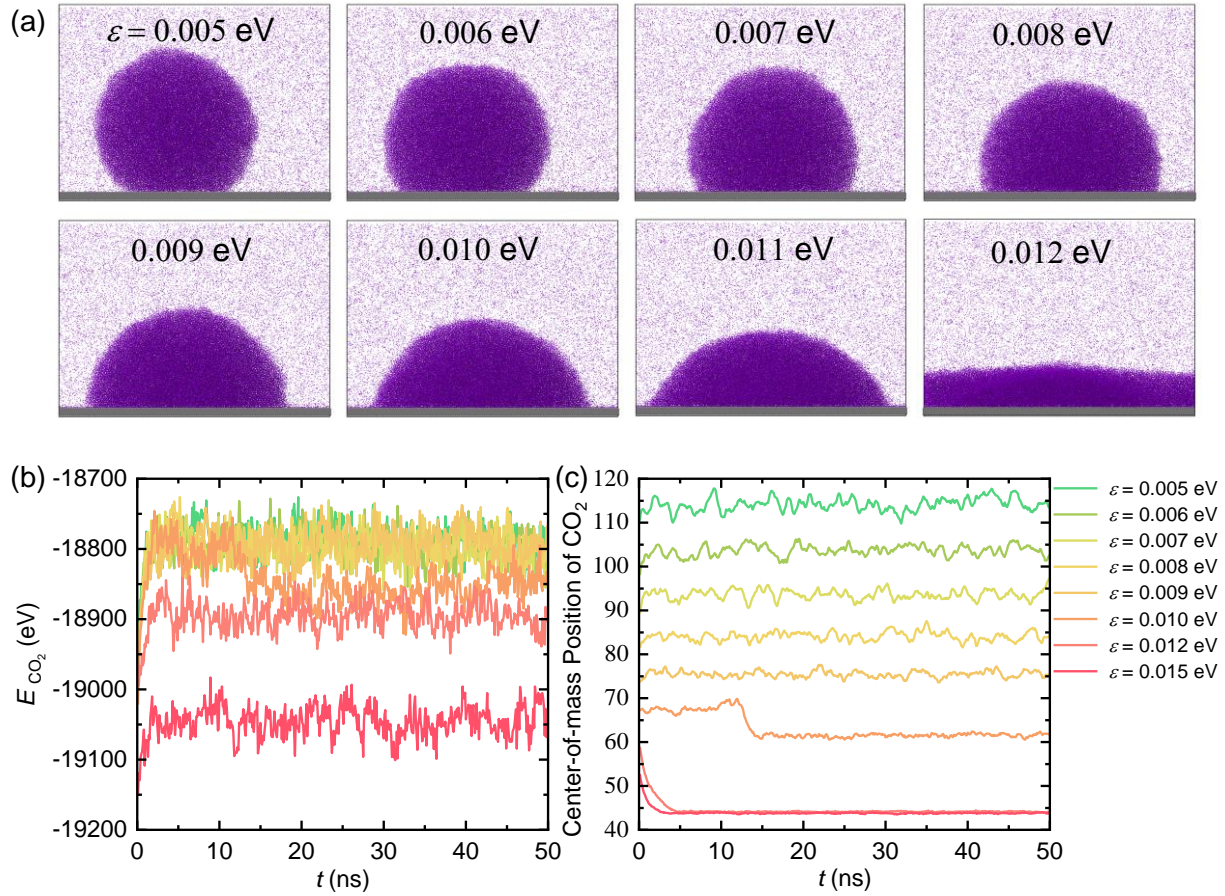 (a)
ε = 0.005 eV
0.006 eV
0.007 eV
0.008 eV
0.009 eV
0.010 eV
0.011 eV
0.012 eV
(b)
-18700
-18800
-18900
-19000
-19100
-19200
E CO₂ (eV)
0 10 20 30 40 50
t (ns)
(c)
120
110
100
90
80
70
60
50
40
Center-of-mass Position of CO₂
0 10 20 30 40 50
t (ns)
ε = 0.005 eV
ε = 0.006 eV
ε = 0.007 eV
ε = 0.008 eV
ε = 0.009 eV
ε = 0.010 eV
ε = 0.012 eV
ε = 0.015 eV